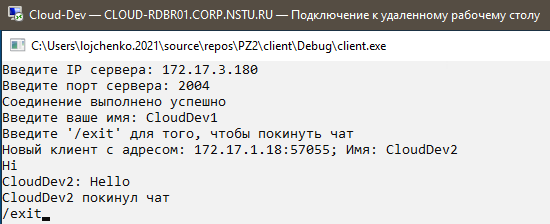 Cloud-Dev — CLOUD-RDBR01.CORP.NSTU.RU — Подключение к удаленному рабочему столу
C:\Users\lojchenko.2021\source\repos\PZ2\client\Debug\client.exe
Введите IP сервера: 172.17.3.180
Введите порт сервера: 2004
Соединение выполнено успешно
Введите ваше имя: CloudDev1
Введите '/exit' для того, чтобы покинуть чат
Новый клиент с адресом: 172.17.1.18:57055; Имя: CloudDev2
Hi
CloudDev2: Hello
CloudDev2 покинул чат
/exit